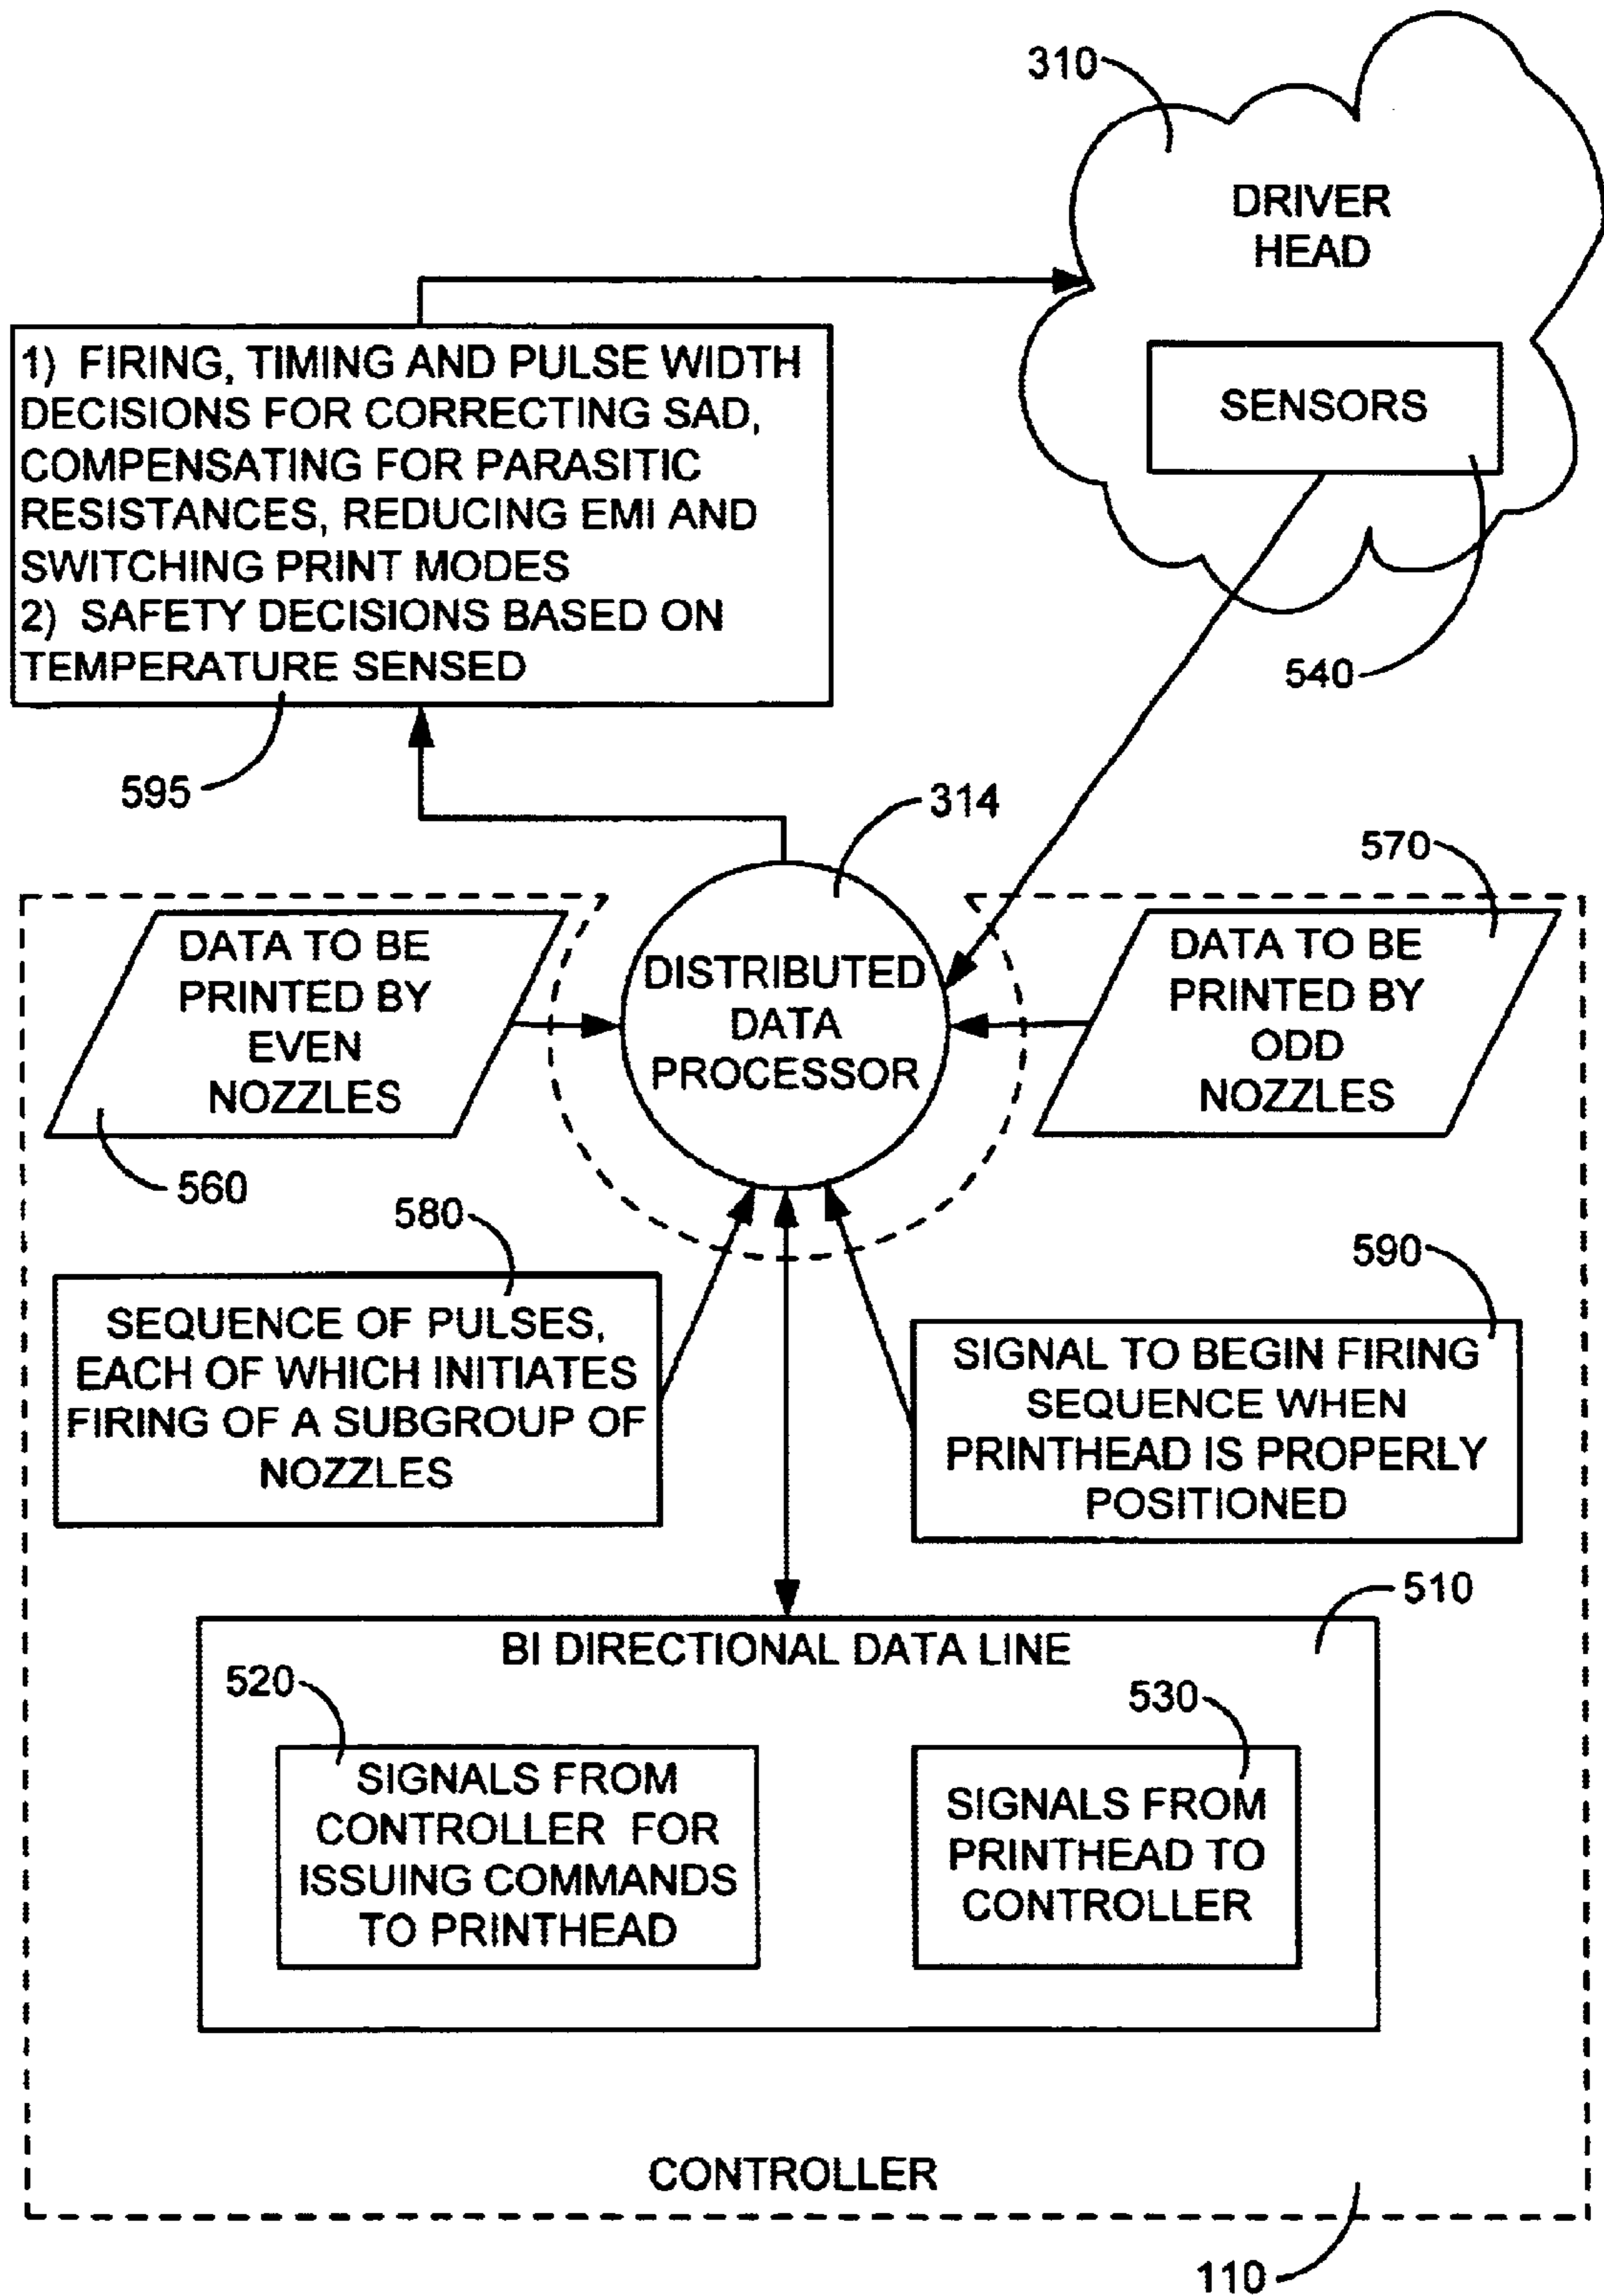 310
DRIVER
HEAD
SENSORS
540
1) FIRING, TIMING AND PULSE WIDTH
DECISIONS FOR CORRECTING SAD,
COMPENSATING FOR PARASITIC
RESISTANCES, REDUCING EMI AND
SWITCHING PRINT MODES
2) SAFETY DECISIONS BASED ON
TEMPERATURE SENSED
595
314
570
DATA TO BE
PRINTED BY
EVEN
NOZZLES
560
DISTRIBUTED
DATA
PROCESSOR
DATA TO BE
PRINTED BY
ODD
NOZZLES
580
SEQUENCE OF PULSES,
EACH OF WHICH INITIATES
FIRING OF A SUBGROUP OF
NOZZLES
590
SIGNAL TO BEGIN FIRING
SEQUENCE WHEN
PRINTHEAD IS PROPERLY
POSITIONED
510
BI DIRECTIONAL DATA LINE
520
SIGNALS FROM
CONTROLLER FOR
ISSUING COMMANDS
TO PRINTHEAD
530
SIGNALS FROM
PRINTHEAD TO
CONTROLLER
CONTROLLER
110